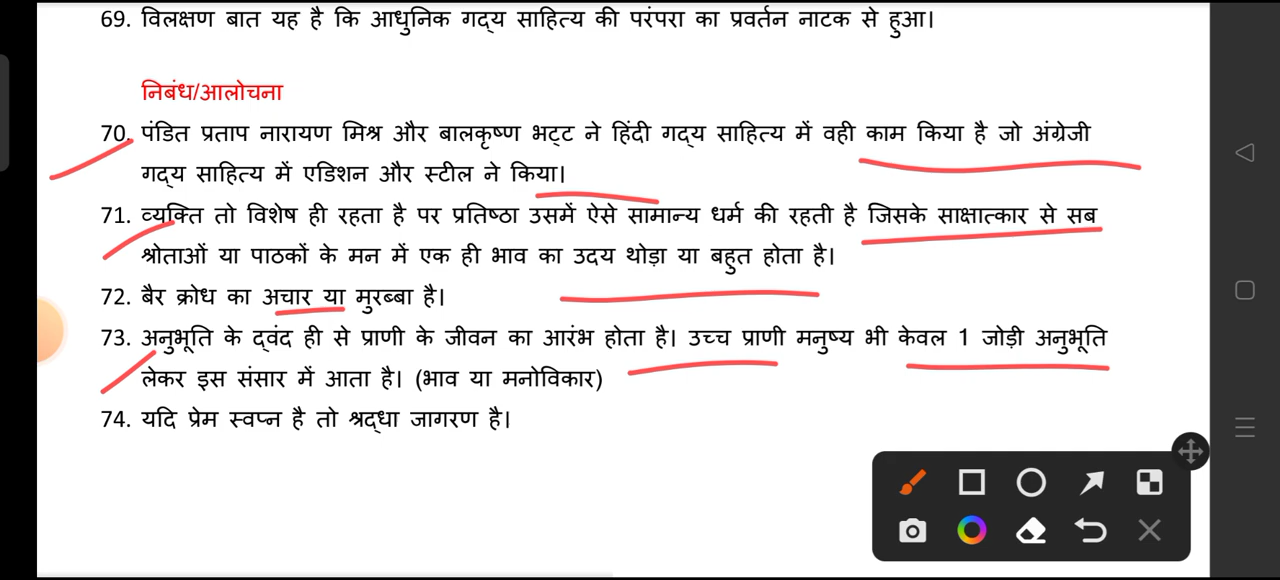 69. विलक्षण बात यह है कि आधुनिक गद्य साहित्य की परंपरा का प्रवर्तन नाटक से हुआ।
निबंध/आलोचना
70. पंडित प्रताप नारायण मिश्र और बालकृष्ण भट्ट ने हिंदी गद्य साहित्य में वही काम किया है जो अंग्रेजी
गद्य साहित्य में एडिशन और स्टील ने किया।
71. व्यक्ति तो विशेष ही रहता है पर प्रतिष्ठा उसमें ऐसे सामान्य धर्म की रहती है जिसके साक्षात्कार से सब
श्रोताओं या पाठकों के मन में एक ही भाव का उदय थोड़ा या बहुत होता है।
72. बैर क्रोध का अचार या मुरब्बा है।
73. अनुभूति के द्वंद ही से प्राणी के जीवन का आरंभ होता है। उच्च प्राणी मनुष्य भी केवल 1 जोड़ी अनुभूति
लेकर इस संसार में आता है। (भाव या मनोविकार)
74. यदि प्रेम स्वप्न है तो श्रद्धा जागरण है।